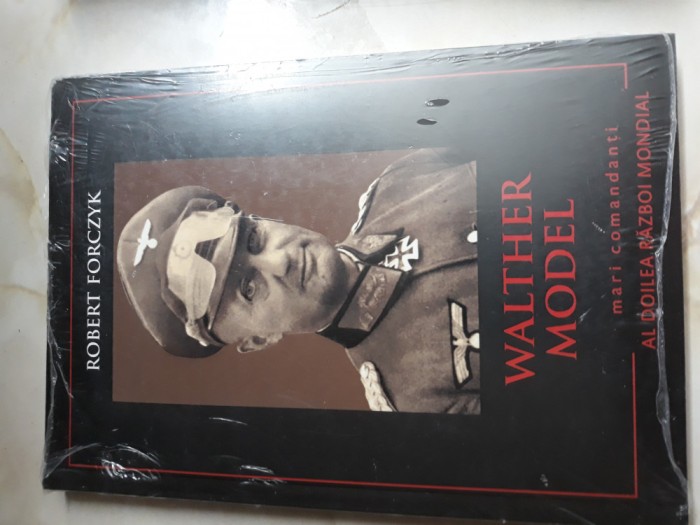 ROBERT FORCZYK
WALTHER
MODEL
mari comandanți
AL DOILEA RĂZBOI MONDIAL